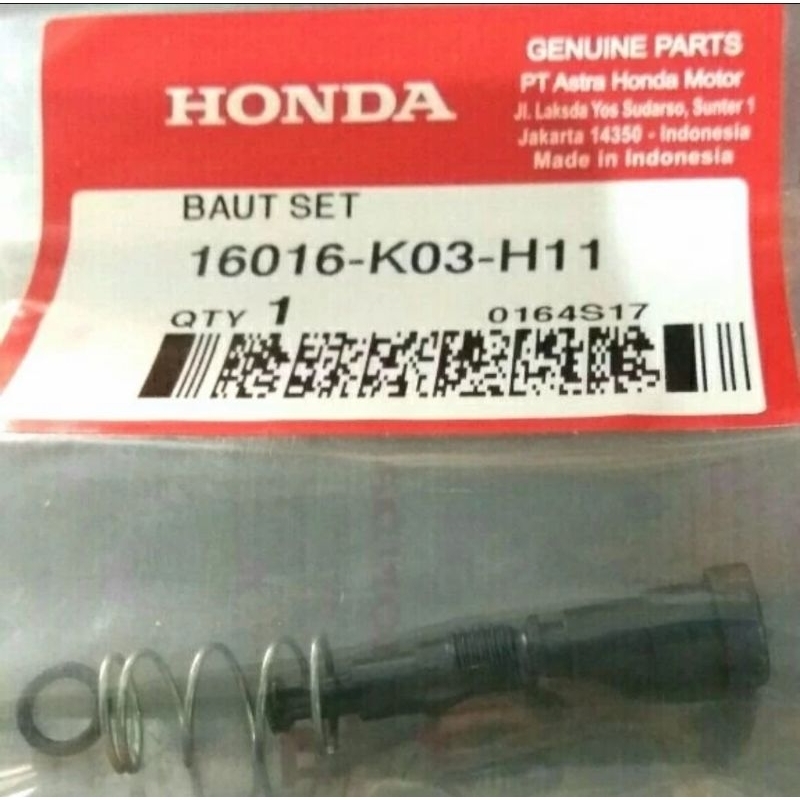 GENUINE PARTS
PT Astra Honda Motor
Jl. Laksda Yos Sudarso, Sunter 1
Jakarta 14350 - Indonesia
Made in Indonesia
HONDA
BAUT SET
16016-K03-H11
QTY 1 0164S17